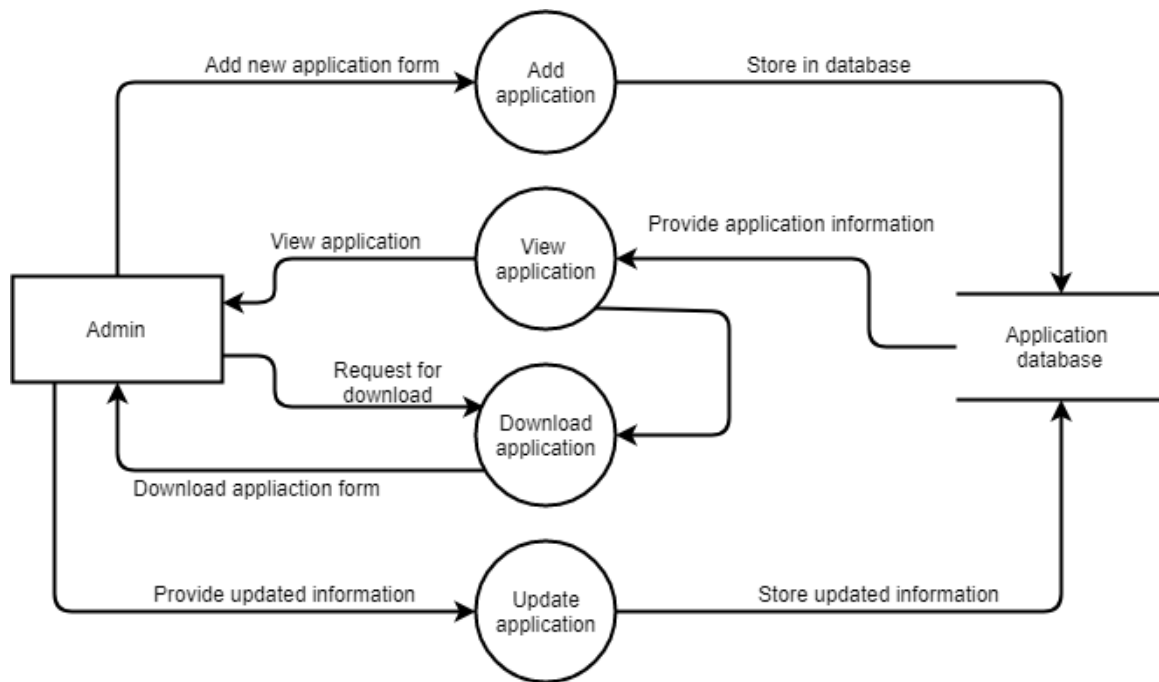 Add new application form
Add
application
Store in database
View application
View
application
Provide application information
Admin
Application
database
Request for
download
Download
application
Download appliaction form
Provide updated information
Update
application
Store updated information